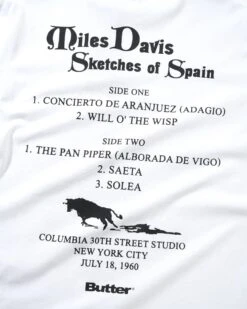 Miles Davis
Sketches of Spain
SIDE ONE
1. CONCIERTO DE ARANJUEZ (ADAGIO)
2. WILL O' THE WISP
SIDE TWO
1. THE PAN PIPER (ALBORADA DE VIGO)
2. SAETA
3. SOLEA
COLUMBIA 30TH STREET STUDIO
NEW YORK CITY
JULY 18, 1960
Butter